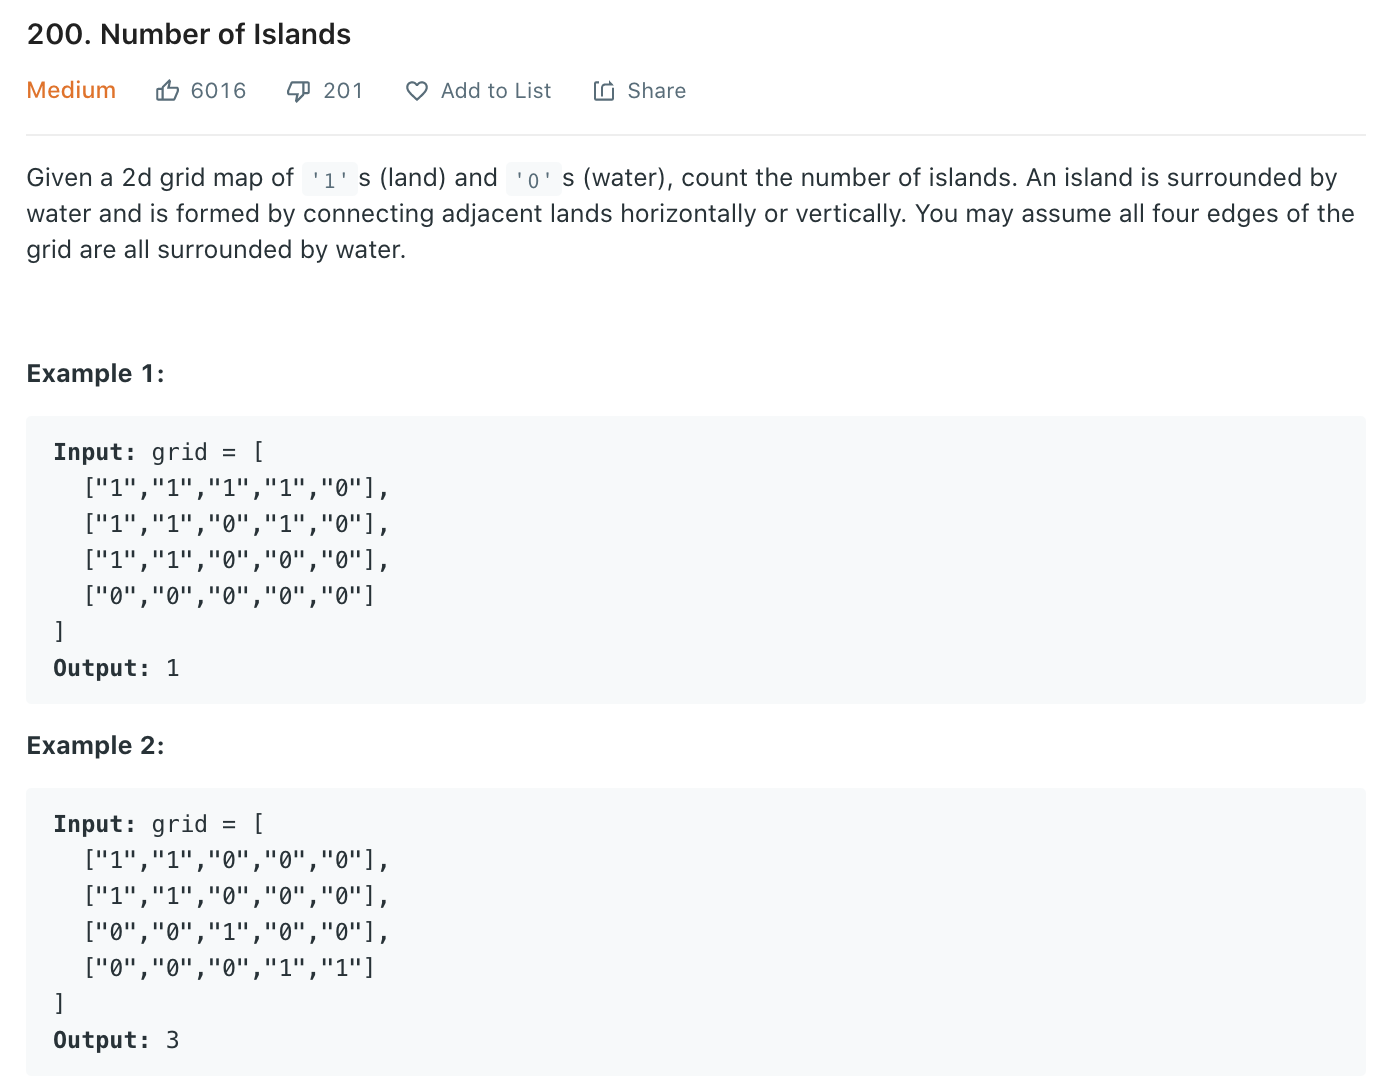 200. Number of Islands
Medium 6016 201 Add to List Share
Given a 2d grid map of '1's (land) and '0's (water), count the number of islands. An island is surrounded by
water and is formed by connecting adjacent lands horizontally or vertically. You may assume all four edges of the
grid are all surrounded by water.
Example 1:
Input: grid = [
["1","1","1","1","0"],
["1","1","0","1","0"],
["1","1","0","0","0"],
["0","0","0","0","0"]
]
Output: 1
Example 2:
Input: grid = [
["1","1","0","0","0"],
["1","1","0","0","0"],
["0","0","1","0","0"],
["0","0","0","1","1"]
]
Output: 3